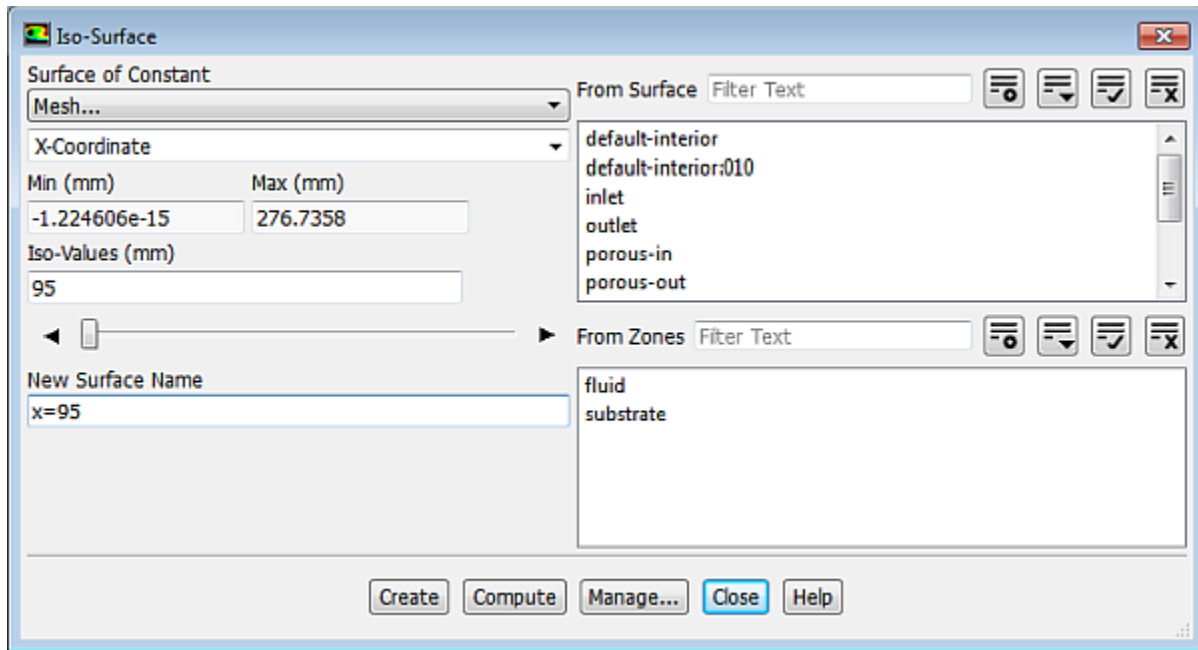 Iso-Surface
Surface of Constant
Mesh...
X-Coordinate
Min (mm) Max (mm)
-1.224606e-15 276.7358
Iso-Values (mm)
95
New Surface Name
x=95
From Surface Filter Text
default-interior
default-interior:010
inlet
outlet
porous-in
porous-out
From Zones Filter Text
fluid
substrate
Create Compute Manage... Close Help